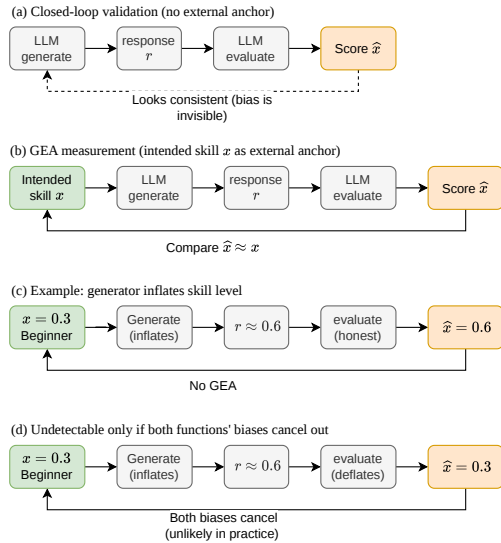 (a) Closed-loop validation (no external anchor)
LLM
generate
response
r
LLM
evaluate
Score x̂
Looks consistent (bias is
invisible)
(b) GEA measurement (intended skill x as external anchor)
Intended
skill x
LLM
generate
response
r
LLM
evaluate
Score x̂
Compare x̂ ≈ x
(c) Example: generator inflates skill level
x = 0.3
Beginner
Generate
(inflates)
r ≈ 0.6
evaluate
(honest)
x̂ = 0.6
No GEA
(d) Undetectable only if both functions' biases cancel out
x = 0.3
Beginner
Generate
(inflates)
r ≈ 0.6
evaluate
(deflates)
x̂ = 0.3
Both biases cancel
(unlikely in practice)